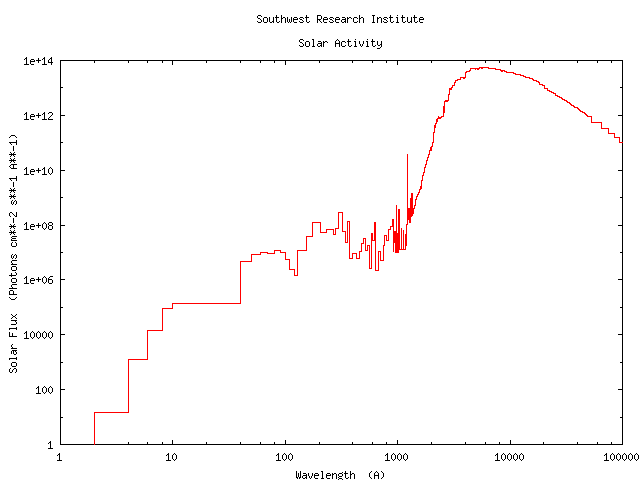 Southwest Research Institute
Solar Activity
Solar Flux (Photons cm**-2 s**-1 A**-1)
1e+14
1e+12
1e+10
1e+08
1e+06
10000
100
1
1 10 100 1000 10000 100000
Wavelength (A)